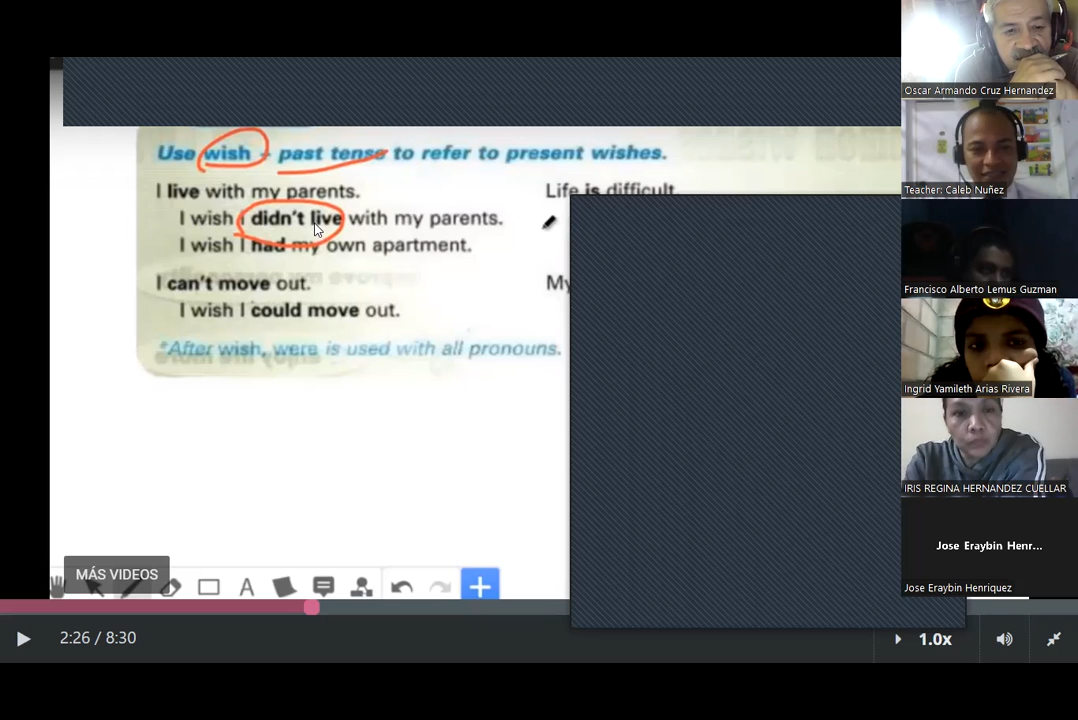 Use wish + past tense to refer to present wishes.
I live with my parents.
I wish I didn't live with my parents.
I wish I had my own apartment.
I can't move out.
I wish I could move out.
*After wish, were is used with all pronouns.
Life is difficult.
My
MÁS VIDEOS
A
2:26 / 8:30
1.0x
Oscar Armando Cruz Hernandez
Teacher: Caleb Nuñez
Francisco Alberto Lemus Guzman
Ingrid Yamileth Arias Rivera
IRIS REGINA HERNANDEZ CUELLAR
Jose Eraybin Henr...
Jose Eraybin Henriquez